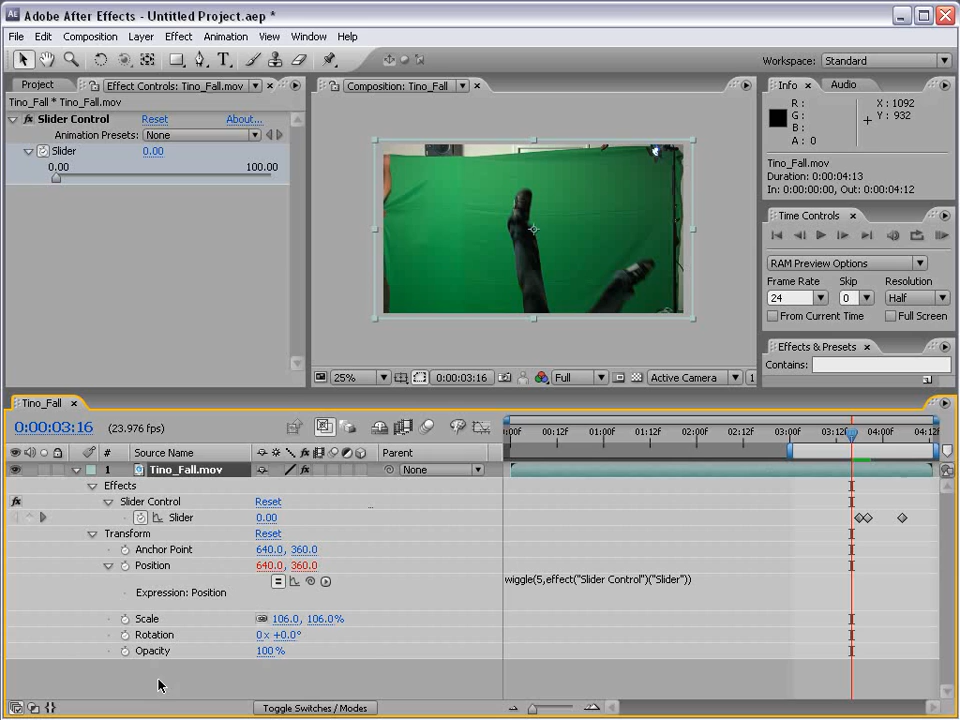 AE Adobe After Effects - Untitled Project.aep *
File Edit Composition Layer Effect Animation View Window Help
Workspace: Standard
Project Effect Controls: Tino_Fall.mov
Tino_Fall * Tino_Fall.mov
Slider Control Reset About...
Animation Presets: None
Slider 0.00
0.00 100.00
Composition: Tino_Fall
25% 0:00:03:16 Full Active Camera 1
Info Audio
R : X : 1092
G : Y : 932
B :
A : 0
Tino_Fall.mov
Duration: 0:00:04:13
In: 0:00:00:00, Out: 0:00:04:12
Time Controls
RAM Preview Options
Frame Rate Skip Resolution
24 0 Half
From Current Time Full Screen
Effects & Presets
Contains:
Tino_Fall
0:00:03:16 (23.976 fps)
:00f 00:12f 01:00f 01:12f 02:00f 02:12f 03:00f 03:12f 04:00f 04:12f
# Source Name Parent
1 Tino_Fall.mov None
Effects
Slider Control Reset
Slider 0.00
Transform Reset
Anchor Point 640.0, 360.0
Position 640.0, 360.0
wiggle(5,effect("Slider Control")("Slider"))
Expression: Position
Scale 106.0, 106.0%
Rotation 0 x +0.0°
Opacity 100%
Toggle Switches / Modes